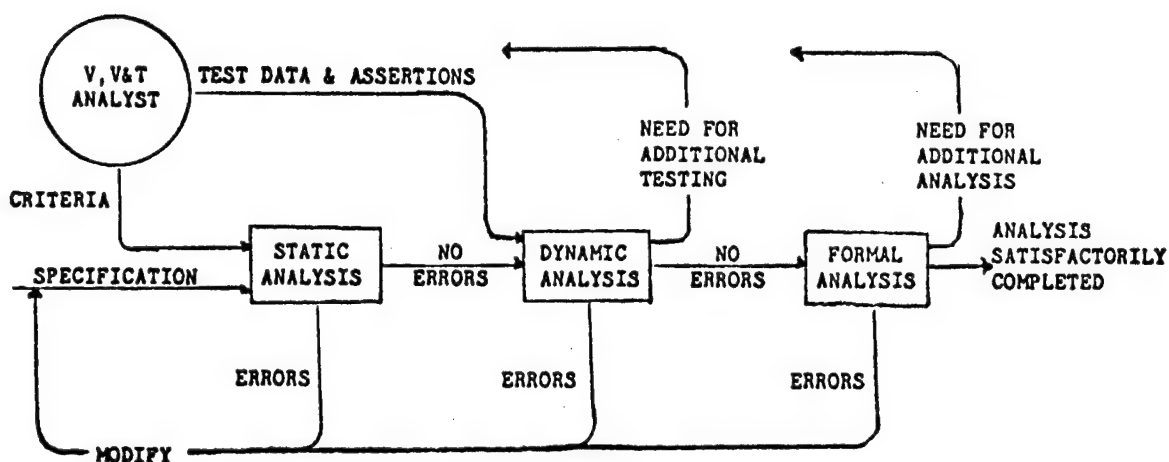 V, V&T
ANALYST
TEST DATA & ASSERTIONS
NEED FOR
ADDITIONAL
TESTING
NEED FOR
ADDITIONAL
ANALYSIS
CRITERIA
SPECIFICATION
STATIC
ANALYSIS
NO
ERRORS
DYNAMIC
ANALYSIS
NO
ERRORS
FORMAL
ANALYSIS
ANALYSIS
SATISFACTORILY
COMPLETED
ERRORS
ERRORS
ERRORS
MODIFY